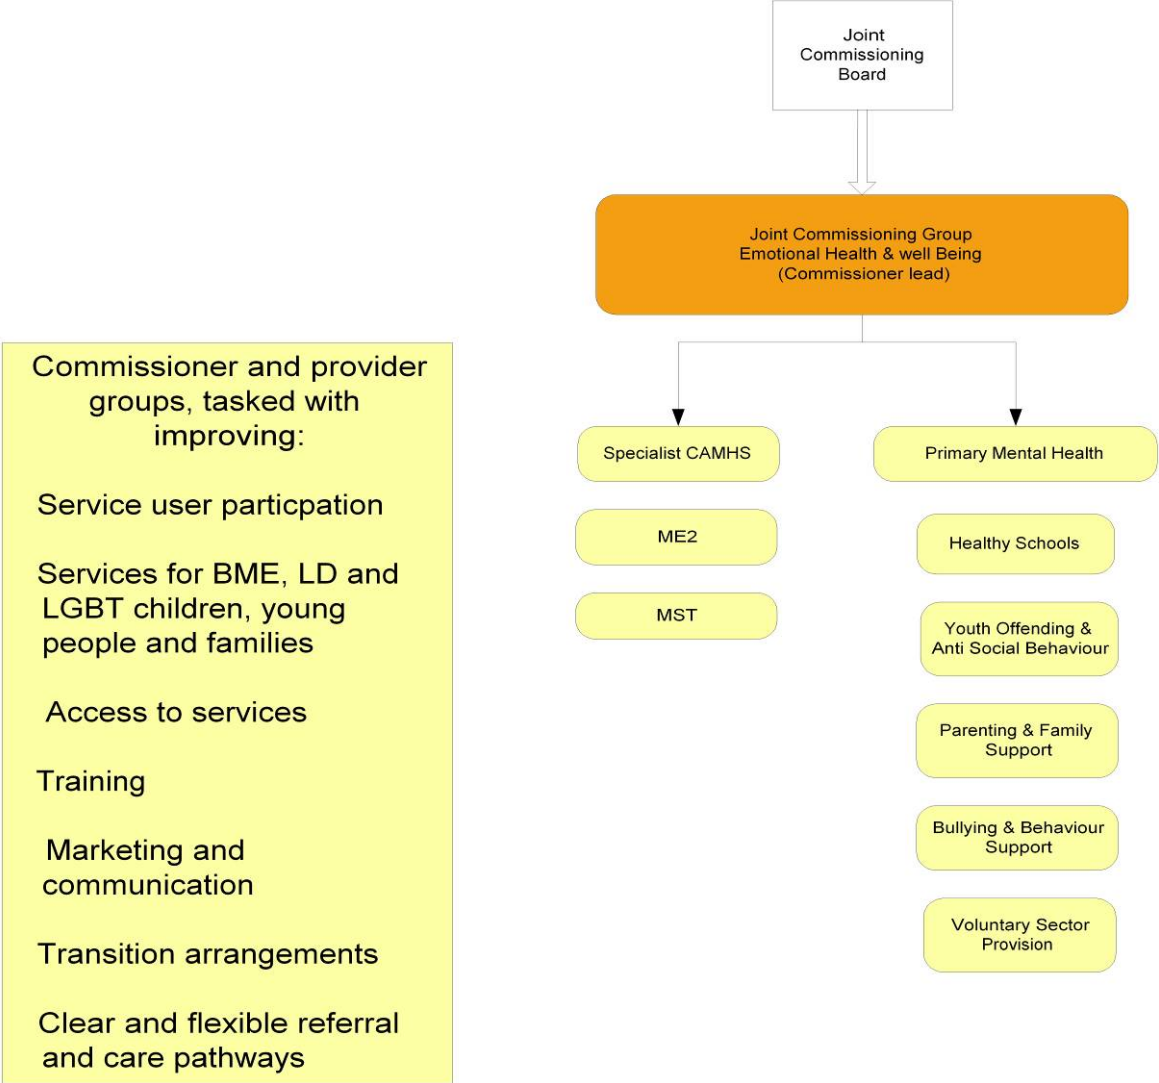 Joint
Commissioning
Board
Joint Commissioning Group
Emotional Health & well Being
(Commissioner lead)
Commissioner and provider
groups, tasked with
improving:
Service user particpation
Services for BME, LD and
LGBT children, young
people and families
Access to services
Training
Marketing and
communication
Transition arrangements
Clear and flexible referral
and care pathways
Specialist CAMHS
ME2
MST
Primary Mental Health
Healthy Schools
Youth Offending &
Anti Social Behaviour
Parenting & Family
Support
Bullying & Behaviour
Support
Voluntary Sector
Provision